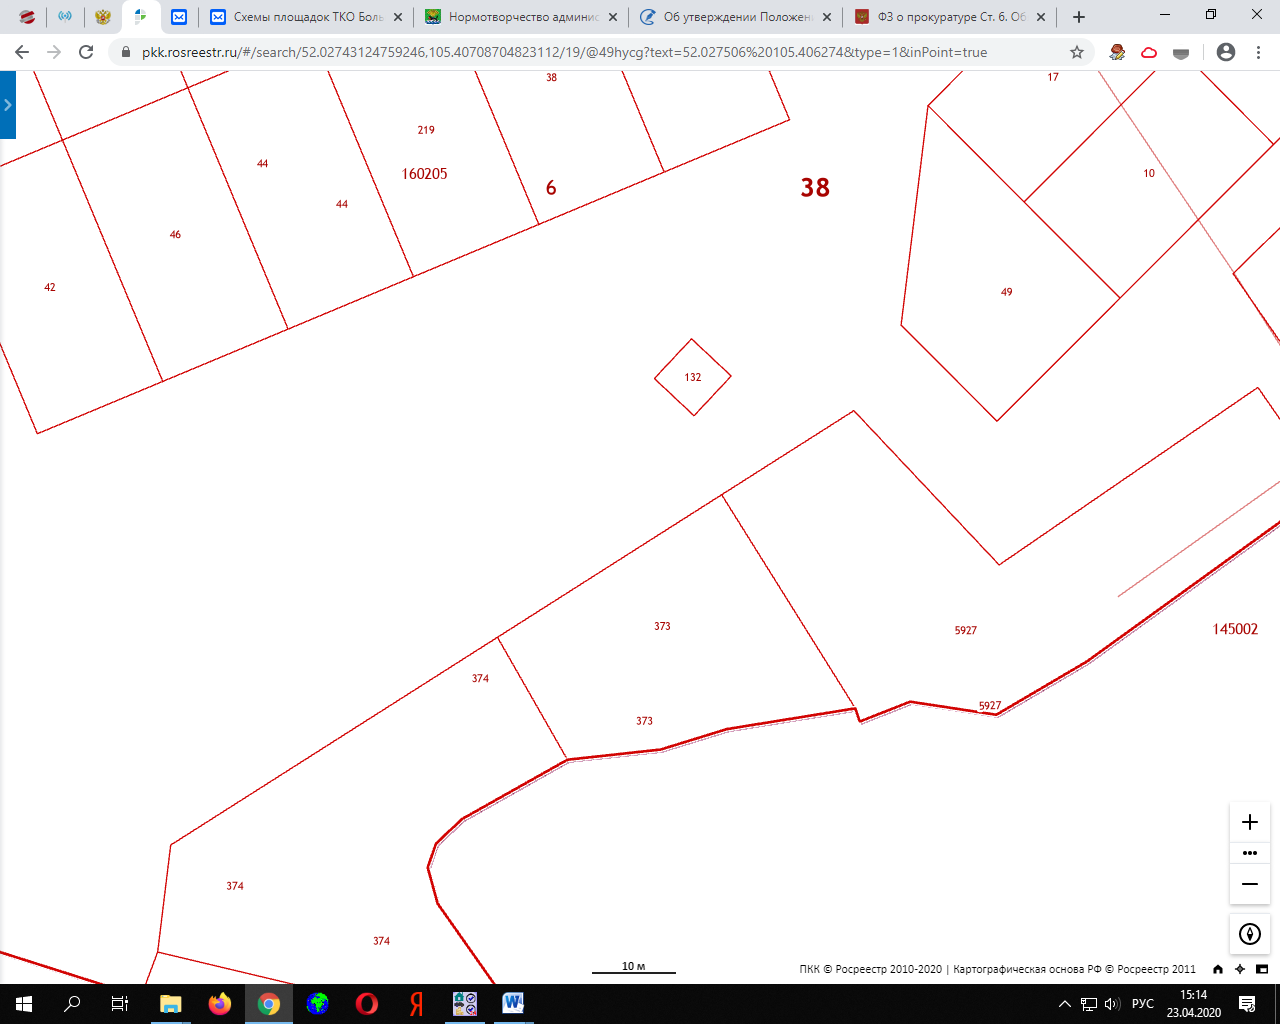 Схемы площадок ТКО Боль
Нормотворчество админис
Об утверждении Положен
ФЗ о прокуратуре Ст. 6. Об
pkk.rosreestr.ru/#/search/52.02743124759246,105.40708704823112/19/@49hycg?text=52.027506%20105.406274&type=1&inPoint=true
38
17
219
44
160205
6
38
10
44
46
42
49
132
373
5927
145002
374
5927
373
374
374
10 м
ПКК © Росреестр 2010-2020 | Картографическая основа РФ © Росреестр 2011
РУС
15:14
23.04.2020